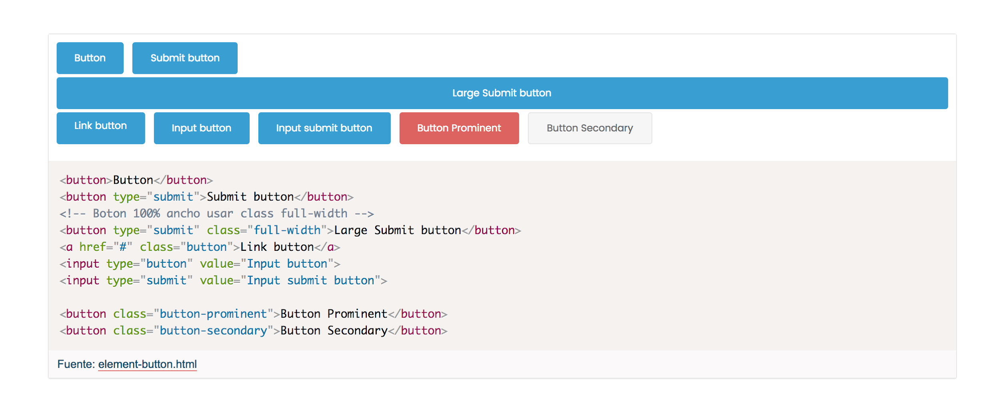 Button Submit button
Large Submit button
Link button Input button Input submit button Button Prominent Button Secondary
<button>Button</button>
<button type="submit">Submit button</button>
<!-- Boton 100% ancho usar class full-width -->
<button type="submit" class="full-width">Large Submit button</button>
<a href="#" class="button">Link button</a>
<input type="button" value="Input button">
<input type="submit" value="Input submit button">
<button class="button-prominent">Button Prominent</button>
<button class="button-secondary">Button Secondary</button>
Fuente: element-button.html